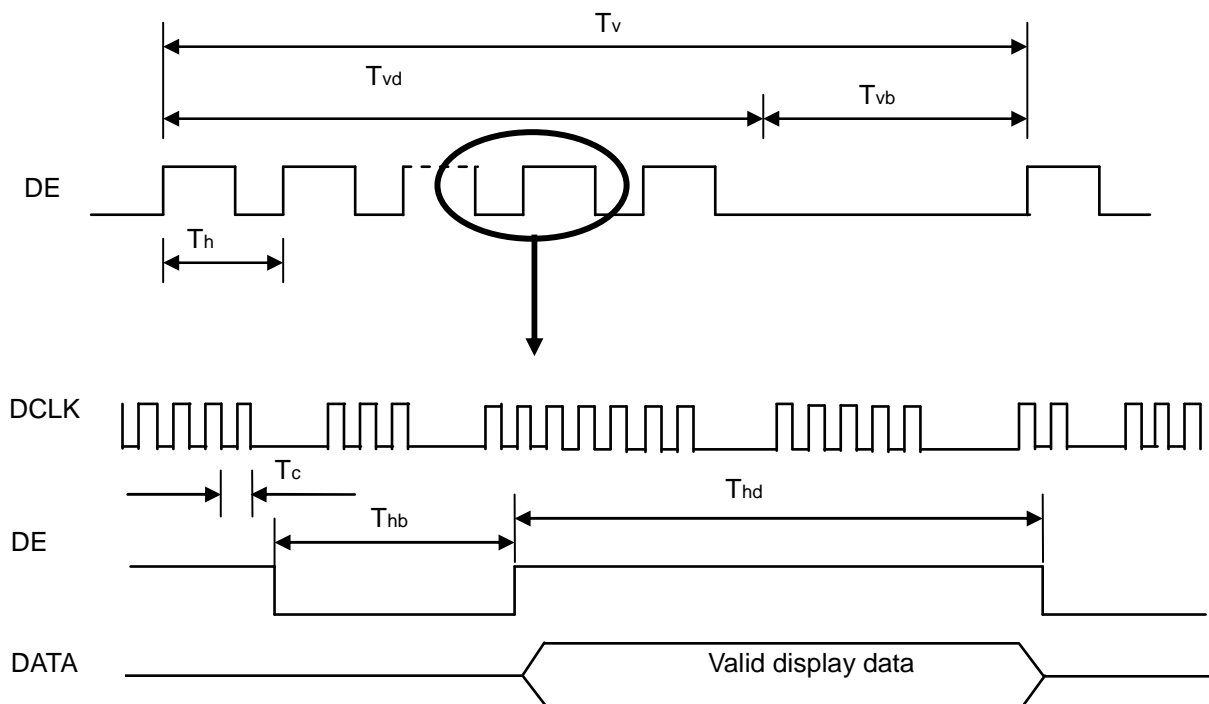 Tv
Tvd
Tvb
DE
Th
DCLK
Tc
Thd
Thb
DE
DATA
Valid display data